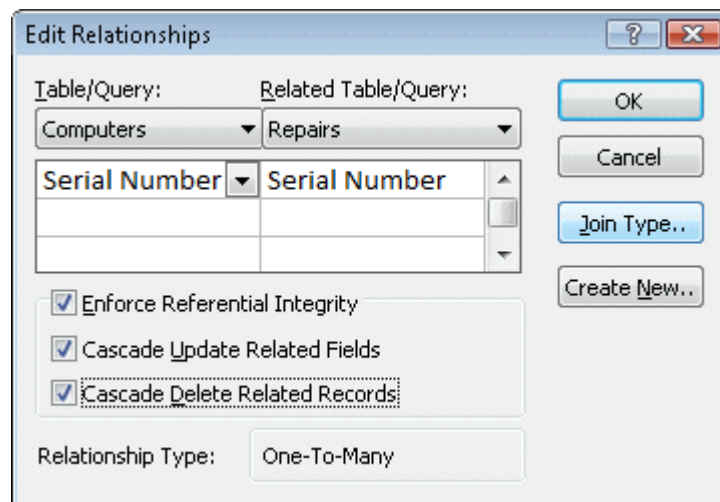 Edit Relationships
Table/Query: Related Table/Query:
Computers Repairs
Serial Number Serial Number
Enforce Referential Integrity
Cascade Update Related Fields
Cascade Delete Related Records
Relationship Type: One-To-Many
OK
Cancel
Join Type..
Create New..